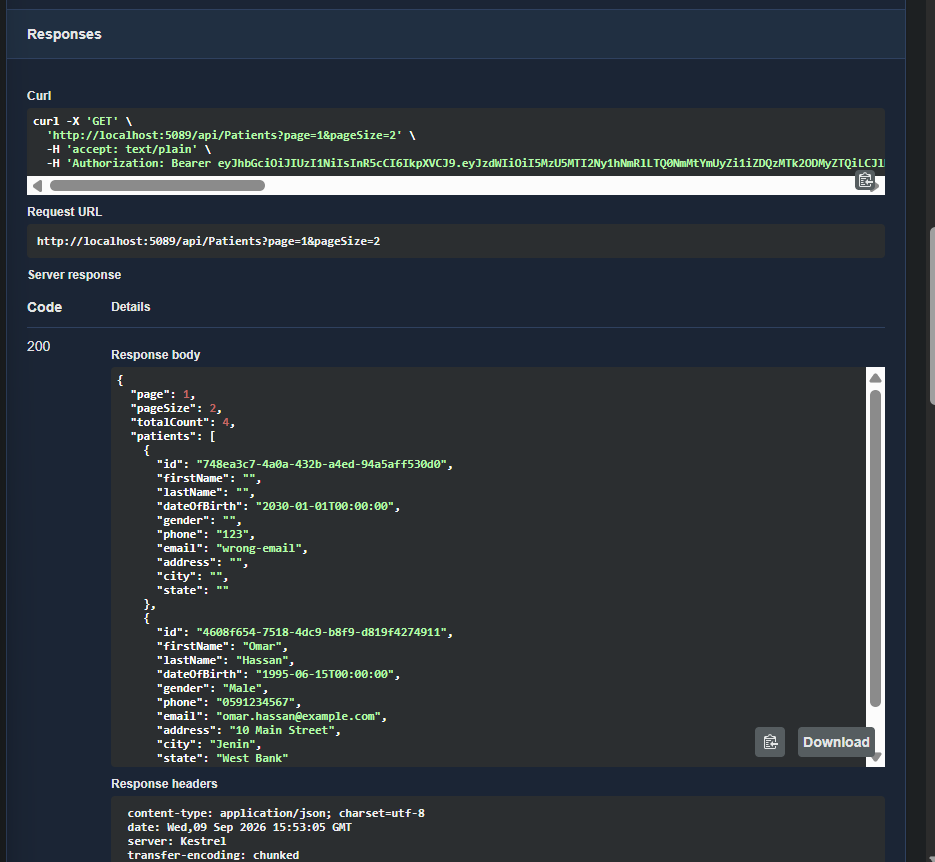 Responses
Curl
curl -X 'GET' \
'http://localhost:5089/api/Patients?page=1&pageSize=2' \
-H 'accept: text/plain' \
-H 'Authorization: Bearer
Request URL
http://localhost:5089/api/Patients?page=1&pageSize=2
Server response
Code Details
200
Response body
{
"page": 1,
"pageSize": 2,
"totalCount": 4,
"patients": [
{
"id": "748ea3c7-4a0a-432b-a4ed-94a5aff530d0",
"firstName": "",
"lastName": "",
"dateOfBirth": "2030-01-01T00:00:00",
"gender": "",
"phone": "123",
"email": "wrong-email",
"address": "",
"city": "",
"state": ""
},
{
"id": "4608f654-7518-4dc9-b8f9-d819f4274911",
"firstName": "Omar",
"lastName": "Hassan",
"dateOfBirth": "1995-06-15T00:00:00",
"gender": "Male",
"phone": "0591234567",
"email": "omar.hassan@example.com",
"address": "10 Main Street",
"city": "Jenin",
"state": "West Bank"
Download
Response headers
content-type: application/json; charset=utf-8
date: Wed,09 Sep 2026 15:53:05 GMT
server: Kestrel
transfer-encoding: chunked